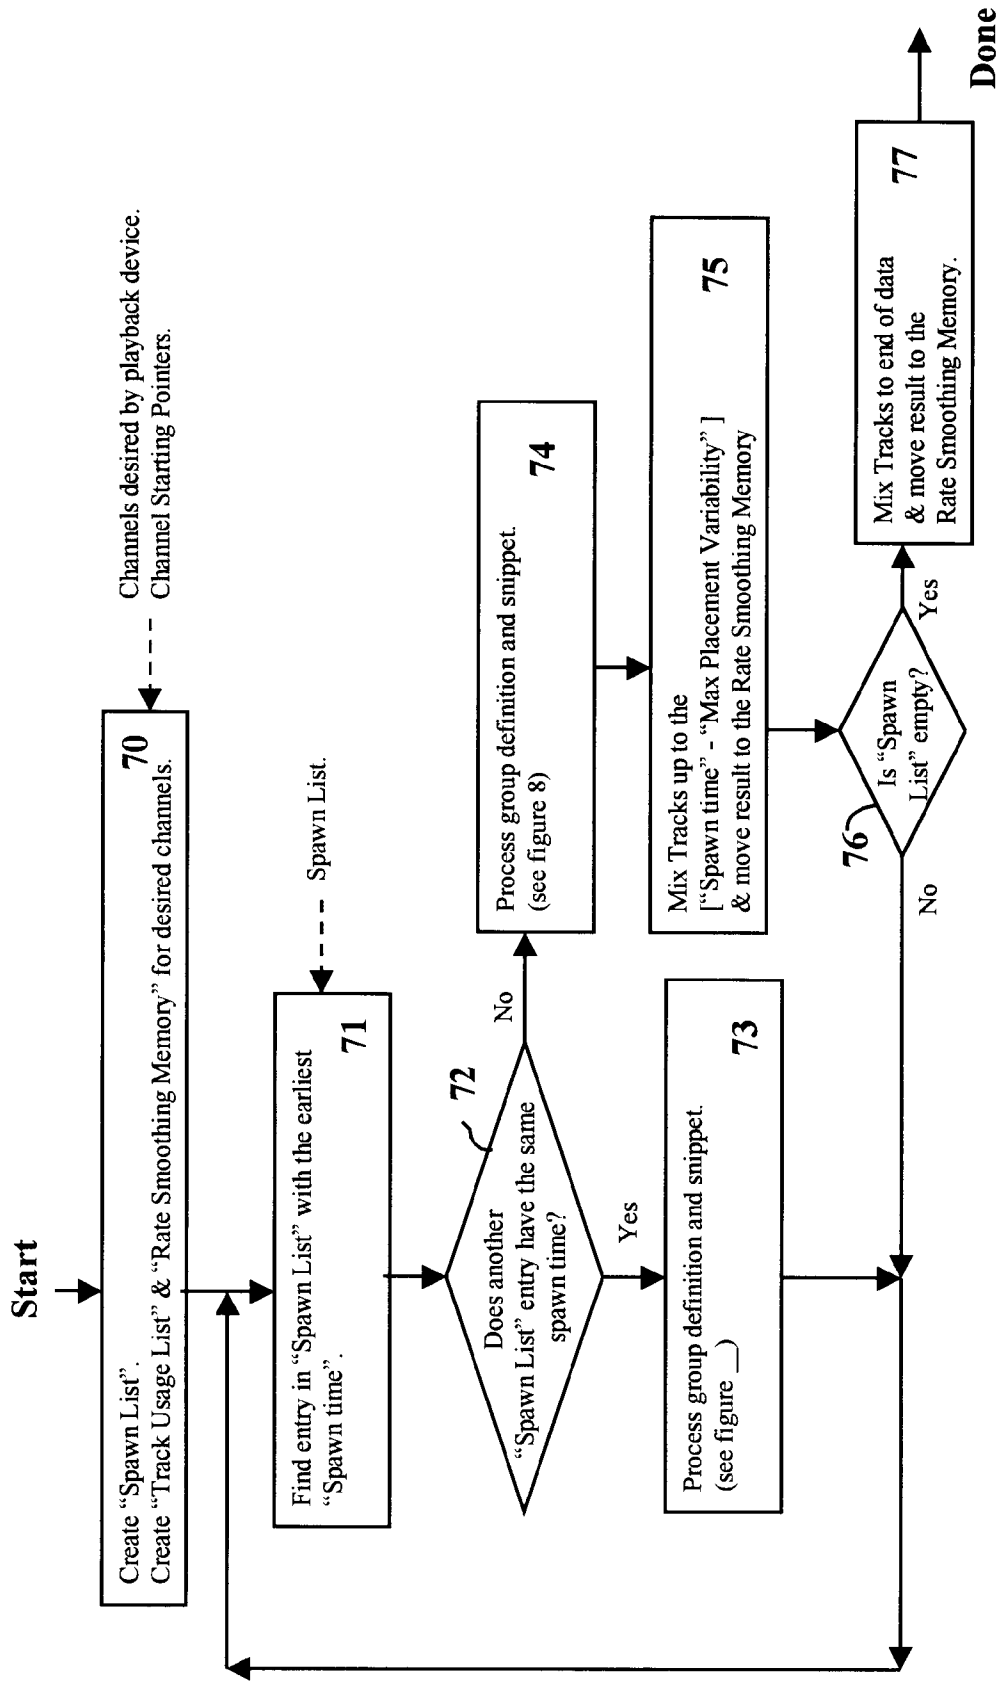 Start
Channels desired by playback device.
Channel Starting Pointers.
Create “Spawn List”.
Create “Track Usage List” & “Rate Smoothing Memory” for desired channels.
70
Spawn List.
Find entry in “Spawn List” with the earliest
“Spawn time”.
71
72
Does another
“Spawn List” entry have the same
spawn time?
No
Yes
Process group definition and snippet.
(see figure 8)
74
Process group definition and snippet.
(see figure __)
73
Mix Tracks up to the
[“Spawn time” - “Max Placement Variability” ]
& move result to the Rate Smoothing Memory
75
76
Is “Spawn
List” empty?
No
Yes
Mix Tracks to end of data
& move result to the
Rate Smoothing Memory.
77
Done